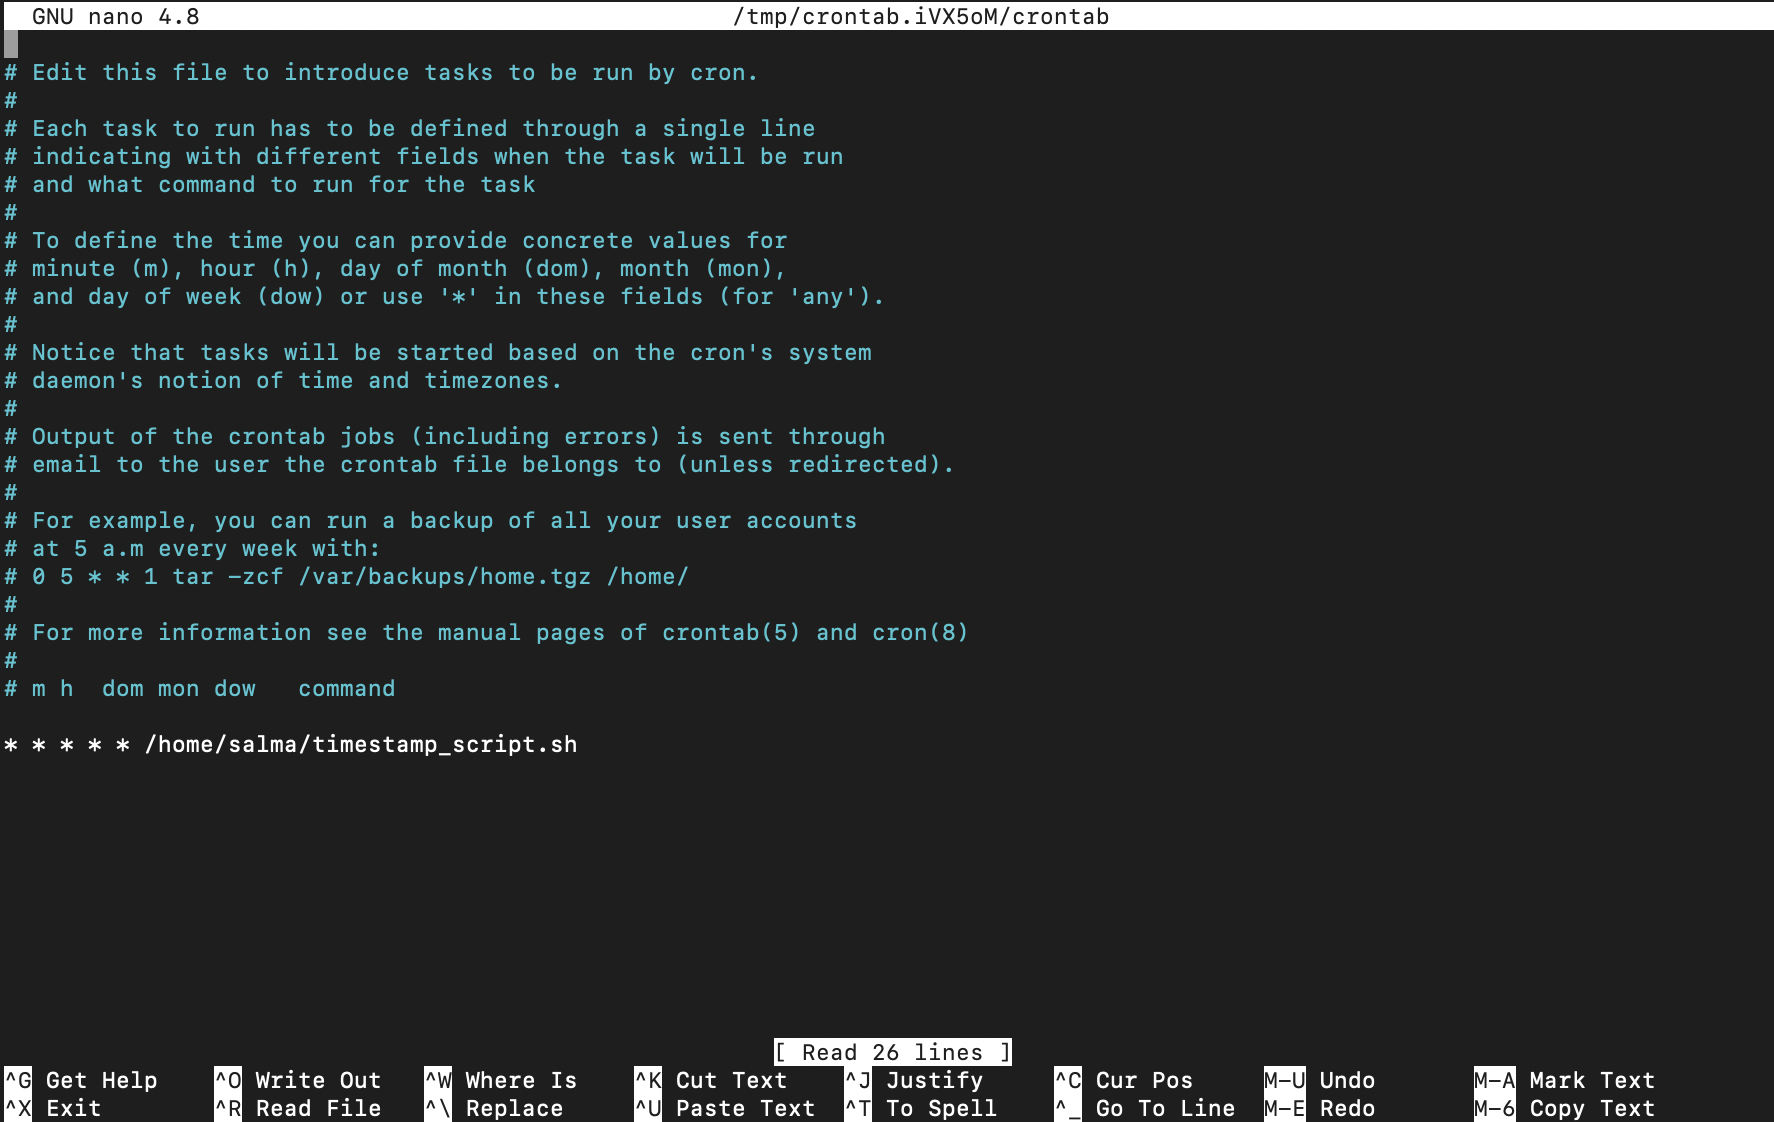 GNU nano 4.8 /tmp/crontab.iVX5oM/crontab
# Edit this file to introduce tasks to be run by cron.
#
# Each task to run has to be defined through a single line
# indicating with different fields when the task will be run
# and what command to run for the task
#
# To define the time you can provide concrete values for
# minute (m), hour (h), day of month (dom), month (mon),
# and day of week (dow) or use '*' in these fields (for 'any').
#
# Notice that tasks will be started based on the cron's system
# daemon's notion of time and timezones.
#
# Output of the crontab jobs (including errors) is sent through
# email to the user the crontab file belongs to (unless redirected).
#
# For example, you can run a backup of all your user accounts
# at 5 a.m every week with:
# 0 5 * * 1 tar -zcf /var/backups/home.tgz /home/
#
# For more information see the manual pages of crontab(5) and cron(8)
#
# m h  dom mon dow   command
* * * * * /home/salma/timestamp_script.sh
[ Read 26 lines ]
^G Get Help ^O Write Out ^W Where Is ^K Cut Text ^J Justify ^C Cur Pos M-U Undo M-A Mark Text
^X Exit ^R Read File ^\ Replace ^U Paste Text ^T To Spell ^_ Go To Line M-E Redo M-6 Copy Text